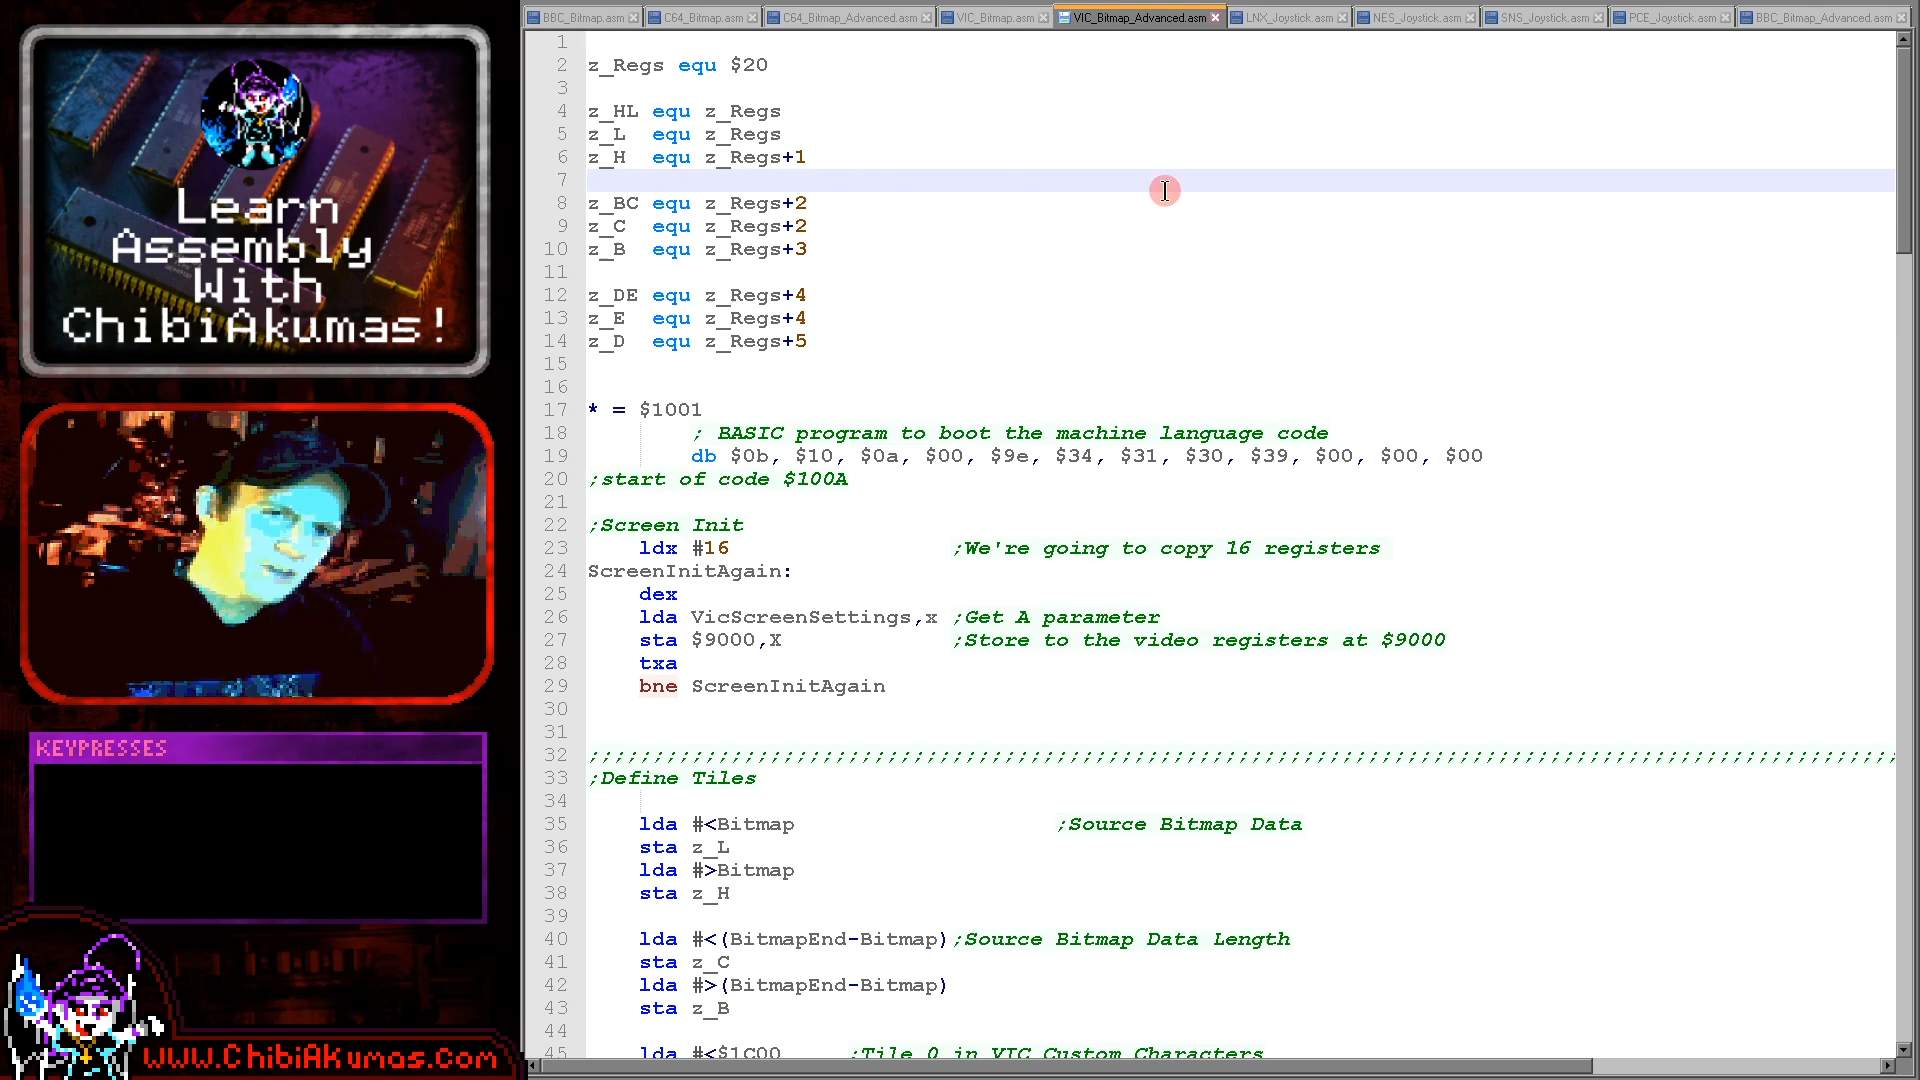 BBC_Bitmap.asm
C64_Bitmap.asm
C64_Bitmap_Advanced.asm
VIC_Bitmap.asm
VIC_Bitmap_Advanced.asm
LNX_Joystick.asm
NES_Joystick.asm
SNS_Joystick.asm
PCE_Joystick.asm
BBC_Bitmap_Advanced.asm
Learn
Assembly
With
ChibiAkumas!
KEYPRESSES
www.ChibiAkumas.com
1
2 z_Regs equ $20
3
4 z_HL equ z_Regs
5 z_L equ z_Regs
6 z_H equ z_Regs+1
7
8 z_BC equ z_Regs+2
9 z_C equ z_Regs+2
10 z_B equ z_Regs+3
11
12 z_DE equ z_Regs+4
13 z_E equ z_Regs+4
14 z_D equ z_Regs+5
15
16
17 * = $1001
18 ; BASIC program to boot the machine language code
19 db $0b, $10, $0a, $00, $9e, $34, $31, $30, $39, $00, $00, $00
20 ;start of code $100A
21
22 ;Screen Init
23 ldx #16 ;We're going to copy 16 registers
24 ScreenInitAgain:
25 dex
26 lda VicScreenSettings,x ;Get A parameter
27 sta $9000,X ;Store to the video registers at $9000
28 txa
29 bne ScreenInitAgain
30
31
32 ;;;;;;;;;;;;;;;;;;;;;;;;;;;;;;;;;;;;;;;;;;;;;;;;;;;;;;;;;;;;;;;;;;;;;;;;;;;;;;;;;;;;;;;;;;;;;;;;;;;;;
33 ;Define Tiles
34
35 lda #<Bitmap ;Source Bitmap Data
36 sta z_L
37 lda #>Bitmap
38 sta z_H
39
40 lda #<(BitmapEnd-Bitmap);Source Bitmap Data Length
41 sta z_C
42 lda #>(BitmapEnd-Bitmap)
43 sta z_B
44
45 lda #<$1C00 ;Tile 0 in VIC Custom Characters